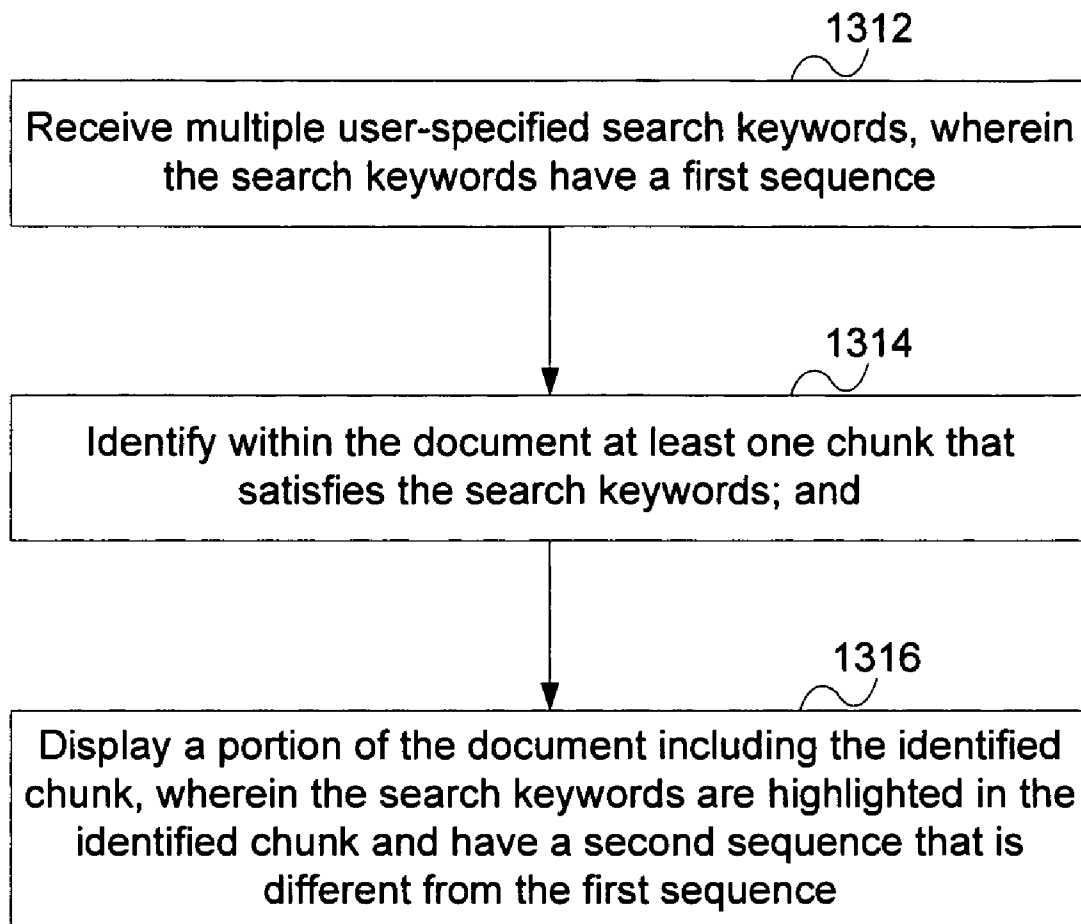 1312
Receive multiple user-specified search keywords, wherein
the search keywords have a first sequence
1314
Identify within the document at least one chunk that
satisfies the search keywords; and
1316
Display a portion of the document including the identified
chunk, wherein the search keywords are highlighted in the
identified chunk and have a second sequence that is
different from the first sequence